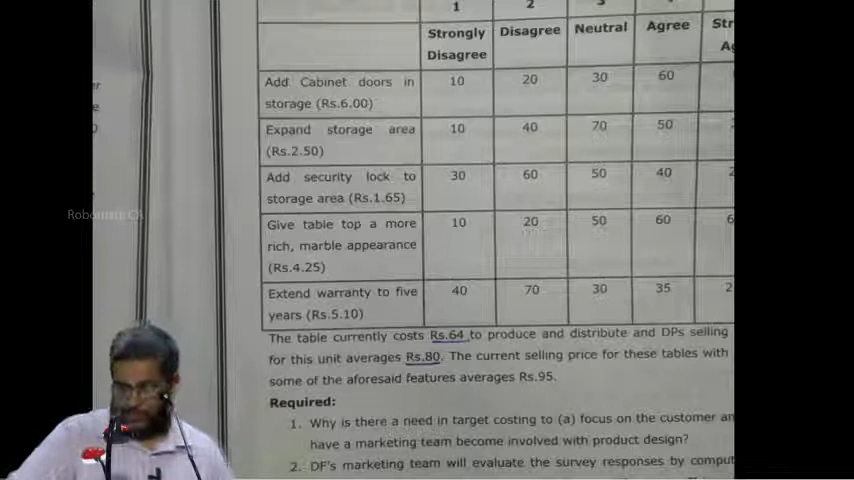 1 2 3
Strongly Disagree Disagree Neutral Agree
Add Cabinet doors in storage (Rs.6.00) 10 20 30 60
Expand storage area (Rs.2.50) 10 40 70 50
Add security lock to storage area (Rs.1.65) 30 60 50 40
Give table top a more rich, marble appearance (Rs.4.25) 10 20 50 60
Extend warranty to five years (Rs.5.10) 40 70 30 35
The table currently costs Rs.64 to produce and distribute and DPs selling
for this unit averages Rs.80. The current selling price for these tables with
some of the aforesaid features averages Rs.95.
Required:
1. Why is there a need in target costing to (a) focus on the customer
have a marketing team become involved with product design?
2. DF's marketing team will evaluate the survey responses by